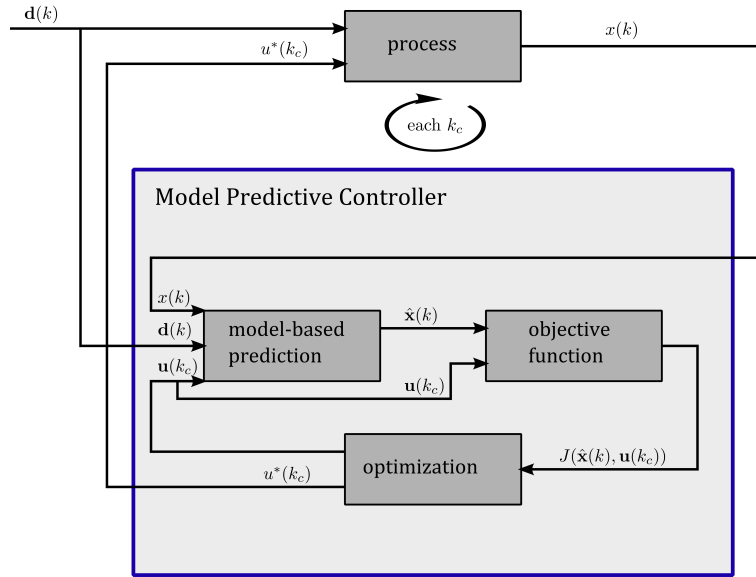 d(k)
u*(k_c)
process
x(k)
each k_c
Model Predictive Controller
x(k)
d(k)
u(k_c)
model-based
prediction
x̂(k)
u(k_c)
objective
function
optimization
u*(k_c)
J(x̂(k), u(k_c))